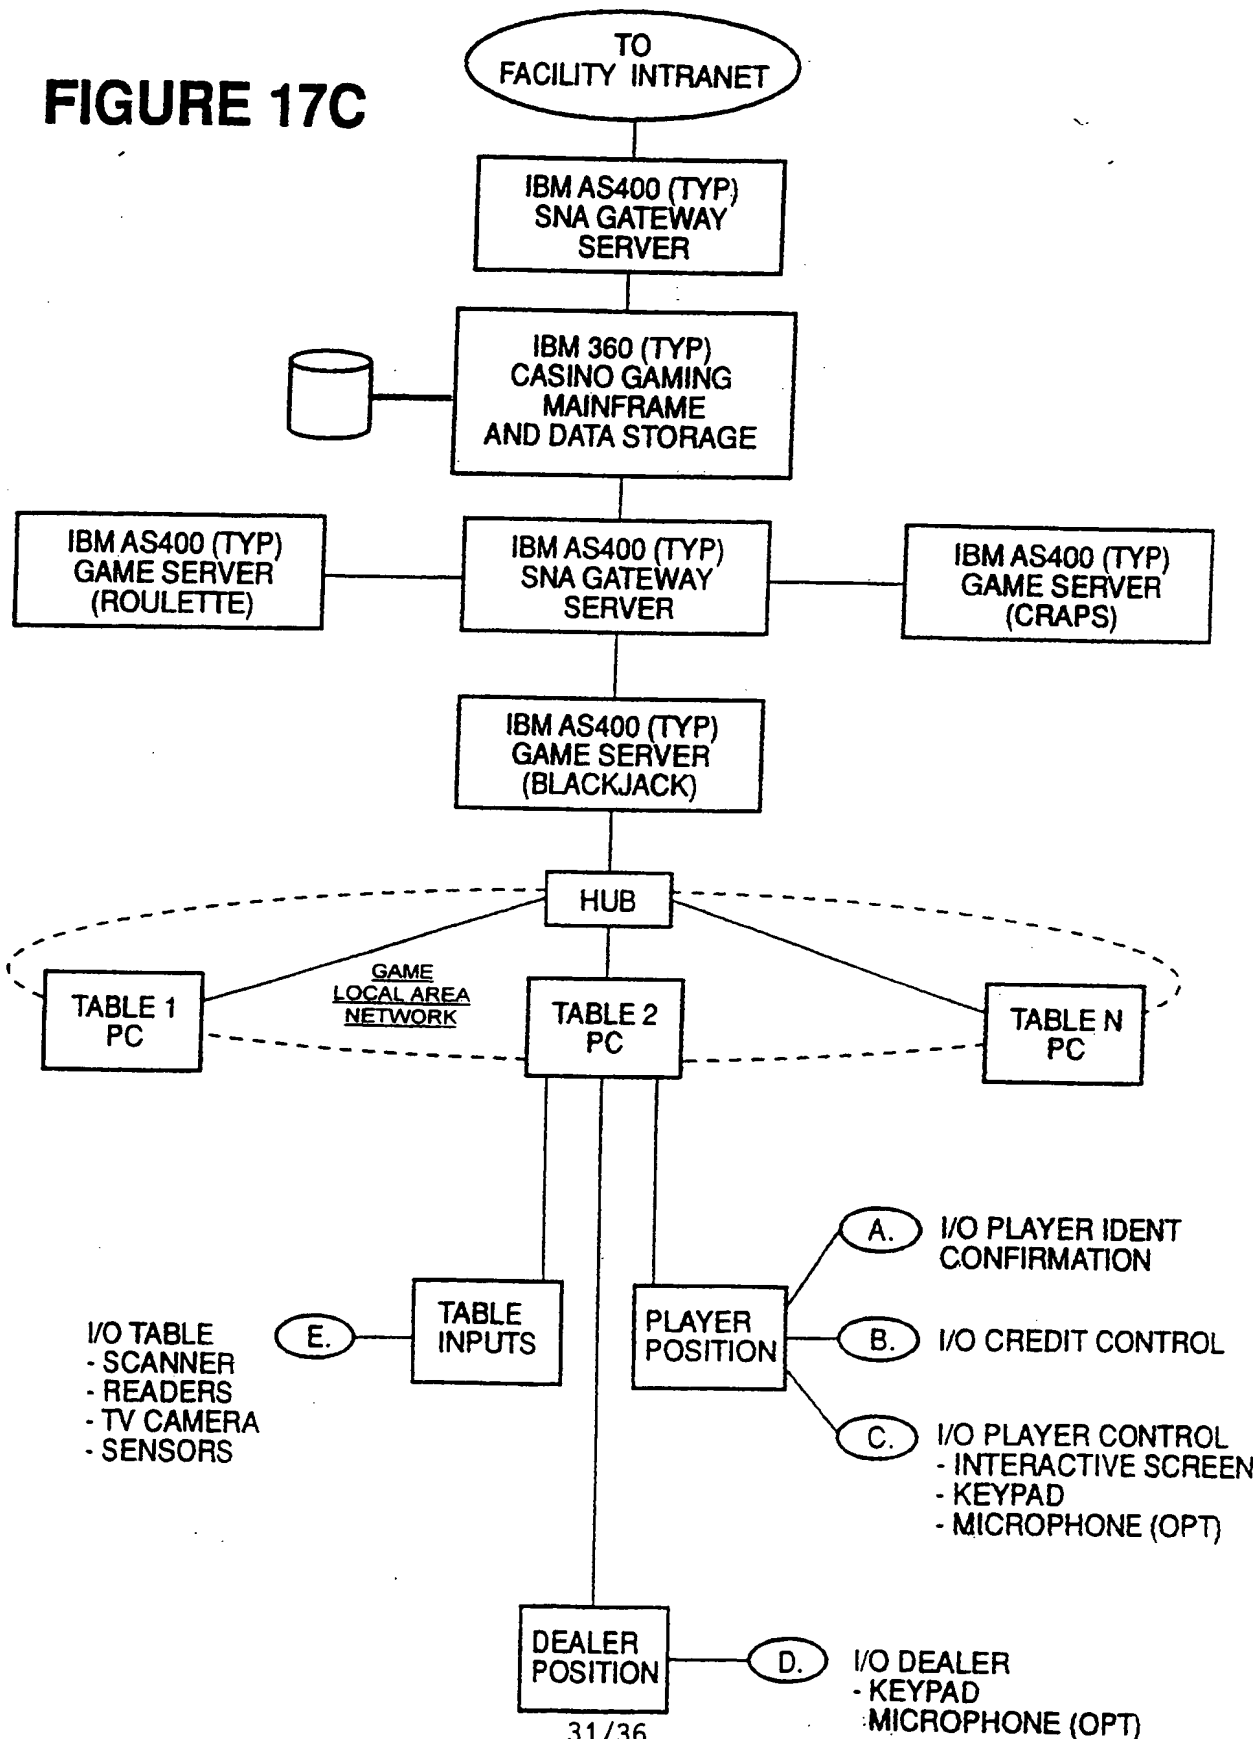 TO
FACILITY INTRANET
FIGURE 17C
IBM AS400 (TYP)
SNA GATEWAY
SERVER
IBM 360 (TYP)
CASINO GAMING
MAINFRAME
AND DATA STORAGE
IBM AS400 (TYP)
GAME SERVER
(ROULETTE)
IBM AS400 (TYP)
SNA GATEWAY
SERVER
IBM AS400 (TYP)
GAME SERVER
(CRAPS)
IBM AS400 (TYP)
GAME SERVER
(BLACKJACK)
HUB
GAME
LOCAL AREA
NETWORK
TABLE 1
PC
TABLE 2
PC
TABLE N
PC
A.
I/O PLAYER IDENT
CONFIRMATION
I/O TABLE
- SCANNER
- READERS
- TV CAMERA
- SENSORS
E.
TABLE
INPUTS
PLAYER
POSITION
B.
I/O CREDIT CONTROL
C.
I/O PLAYER CONTROL
- INTERACTIVE SCREEN
- KEYPAD
- MICROPHONE (OPT)
DEALER
POSITION
D.
I/O DEALER
- KEYPAD
- MICROPHONE (OPT)
31/36